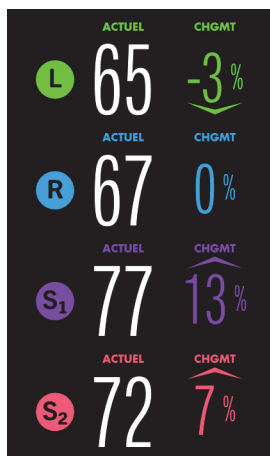 ACTUEL CHGMT
L 65 -3 %
ACTUEL CHGMT
R 67 0 %
ACTUEL CHGMT
S₁ 77 13 %
ACTUEL CHGMT
S₂ 72 7 %